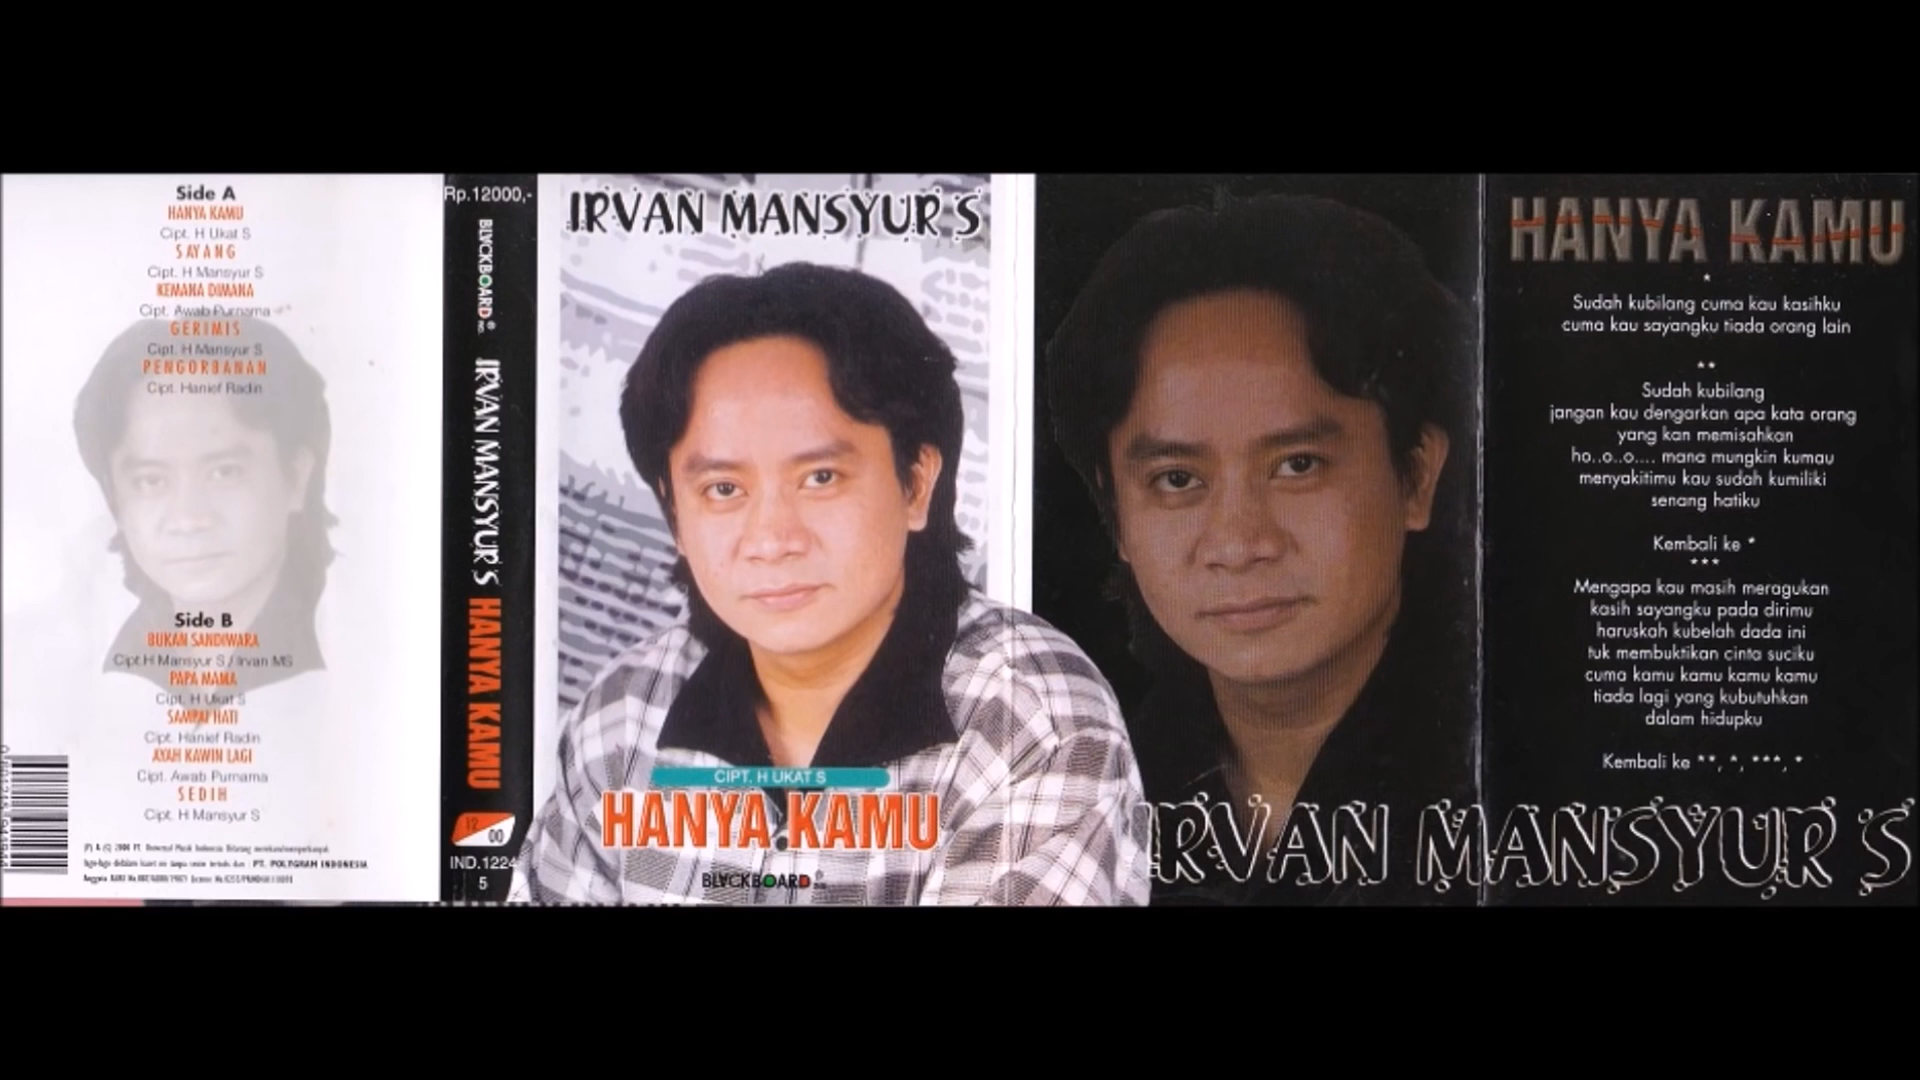 Side A
HANYA KAMU
Cipt. H Ukat S
SAYANG
Cipt. H Mansyur S
KEMANA DIMANA
Cipt. Awab Purnama
GERIMIS
Cipt. H Mansyur S
PENGORBANAN
Cipt. Hanief Radin
Side B
BUKAN SANDIWARA
Cipt.H Mansyur S / Irvan MS
PAPA MAMA
Cipt. H Ukat S
SAMPAI HATI
Cipt. Hanief Radin
AYAH KAWIN LAGI
Cipt. Awab Purnama
SEDIH
Cipt. H Mansyur S
PT. POLYGRAM INDONESIA
Rp.12000,-
BLACKBOARD® INC.
IRVAN MANSYUR S
HANYA KAMU
12 00
IND.1224
5
IRVAN MANSYUR S
CIPT. H UKAT S
HANYA KAMU
BLACKBOARD®
IRVAN MANSYUR S
HANYA KAMU
*
Sudah kubilang cuma kau kasihku
cuma kau sayangku tiada orang lain
**
Sudah kubilang
jangan kau dengarkan apa kata orang
yang kan memisahkan
ho..o..o.... mana mungkin kumau
menyakitimu kau sudah kumiliki
senang hatiku
Kembali ke *
***
Mengapa kau masih meragukan
kasih sayangku pada dirimu
haruskah kubelah dada ini
tuk membuktikan cinta suciku
cuma kamu kamu kamu kamu
tiada lagi yang kubutuhkan
dalam hidupku
Kembali ke **, *, ***, *